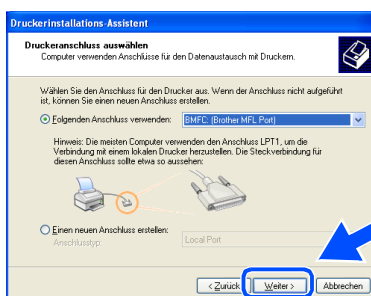 Druckerinstallations-Assistent
Druckeranschluss auswählen
Computer verwenden Anschlüsse für den Datenaustausch mit Druckern.
Wählen Sie den Anschluss für den Drucker aus. Wenn der Anschluss nicht aufgeführt
ist, können Sie einen neuen Anschluss erstellen.
Folgenden Anschluss verwenden: BMFC: (Brother MFL Port)
Hinweis: Die meisten Computer verwenden den Anschluss LPT1, um die
Verbindung mit einem lokalen Drucker herzustellen. Die Steckverbindung für
diesen Anschluss sollte etwa so aussehen:
Einen neuen Anschluss erstellen:
Anschlusstyp: Local Port
< Zurück Weiter > Abbrechen